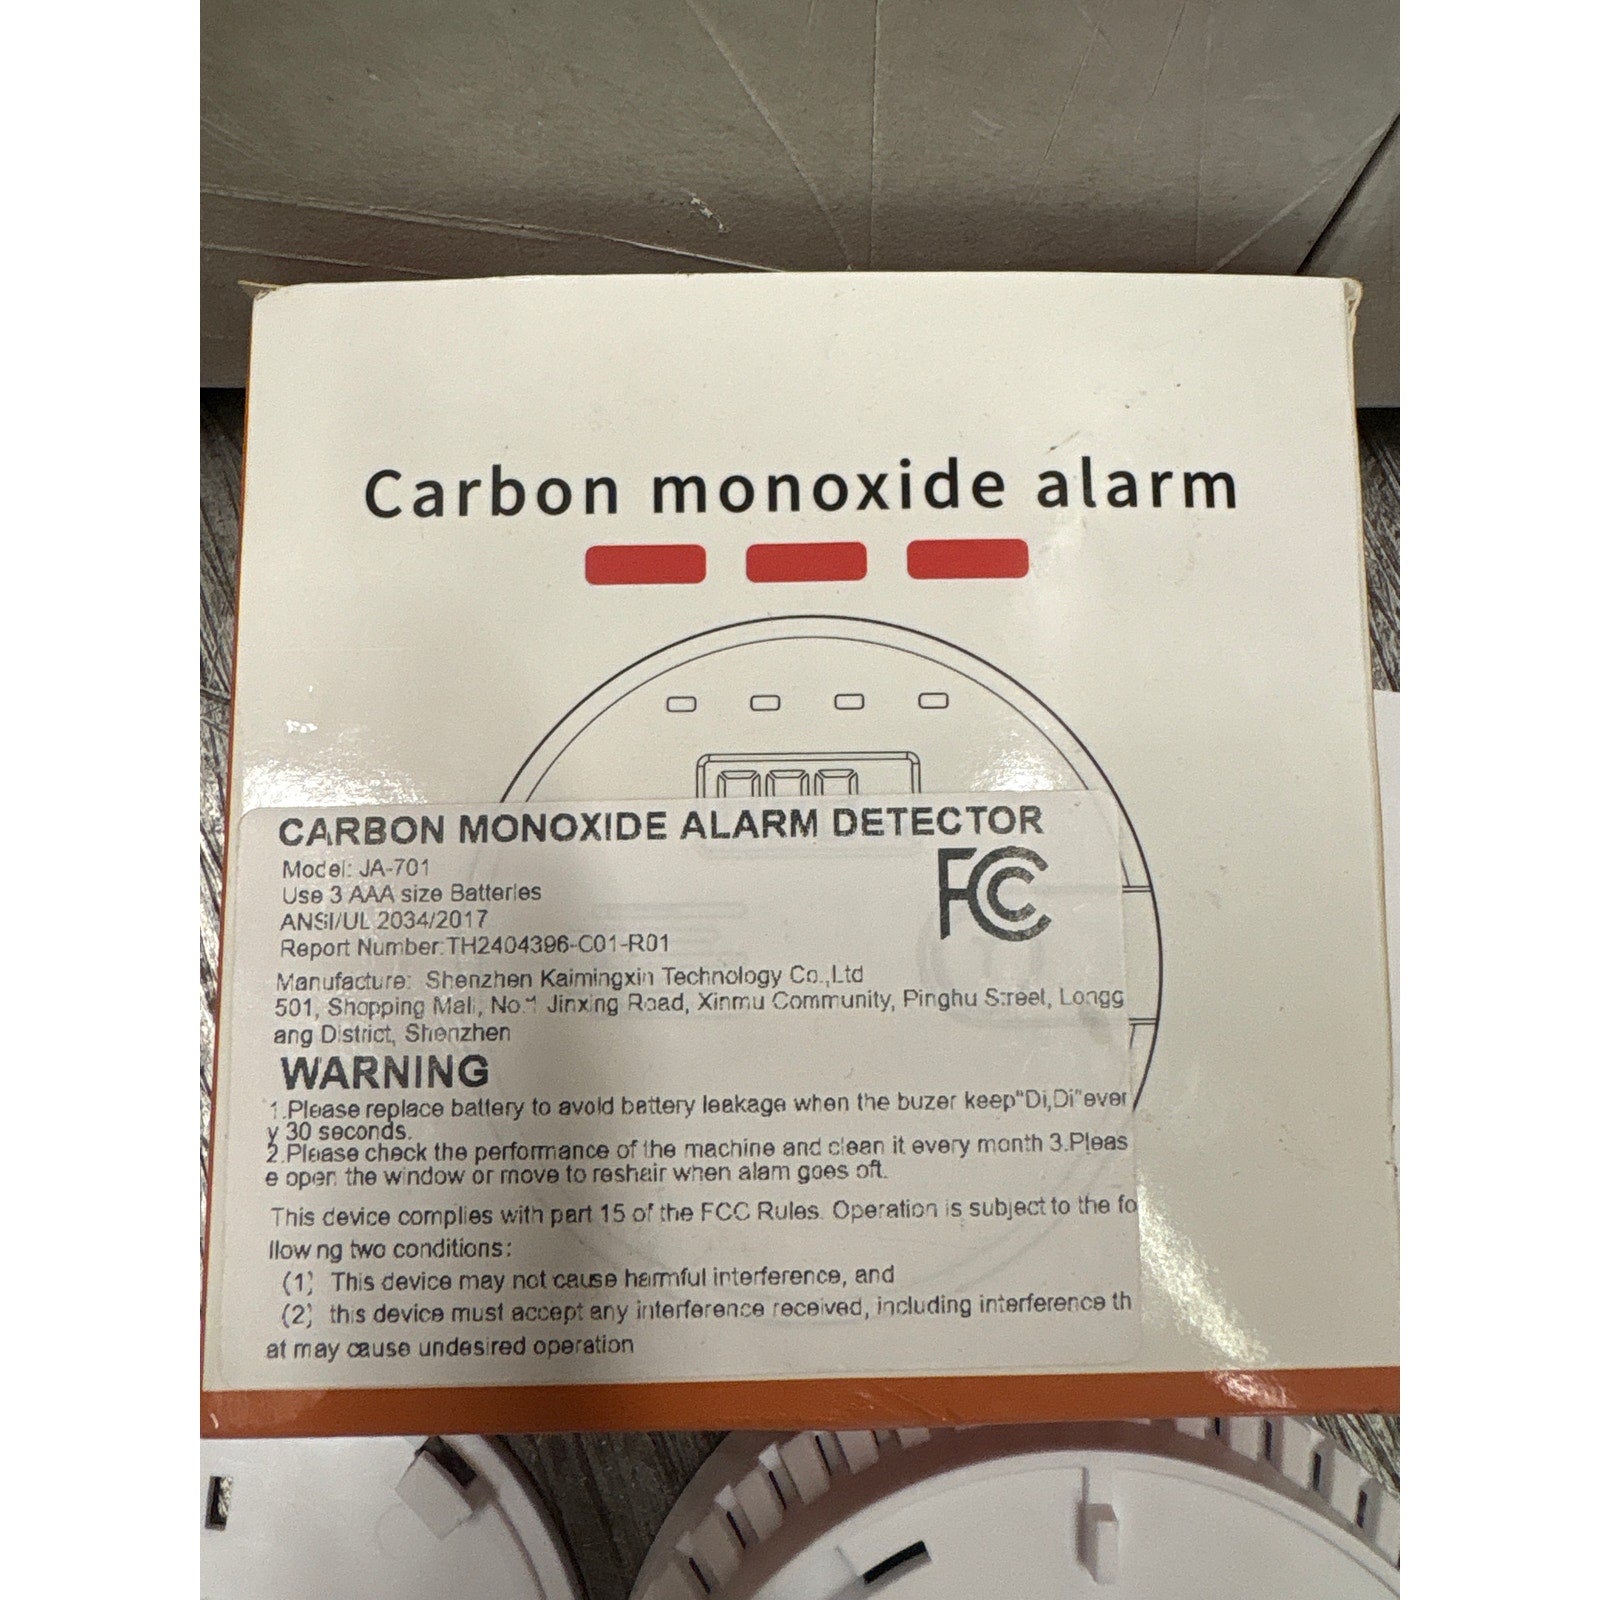 Carbon monoxide alarm
CARBON MONOXIDE ALARM DETECTOR
Model: JA-701
FCC
Use 3 AAA size Batteries
ANSI/UL 2034/2017
Report Number:TH2404396-C01-R01
Manufacture: Shenzhen Kaimingxin Technology Co.,Ltd
501, Shopping Mall, No.1 Jinxing Road, Xinmu Community, Pinghu Street, Longg
ang District, Shenzhen
WARNING
1.Please replace battery to avoid battery leakage when the buzer keep"Di,Di"ever
y 30 seconds.
2.Please check the performance of the machine and clean it every month 3.Pleas
e open the window or move to reshair when alam goes oft.
This device complies with part 15 of the FCC Rules. Operation is subject to the fo
llowing two conditions:
(1) This device may not cause harmful interference, and
(2) this device must accept any interference received, including interference th
at may cause undesired operation